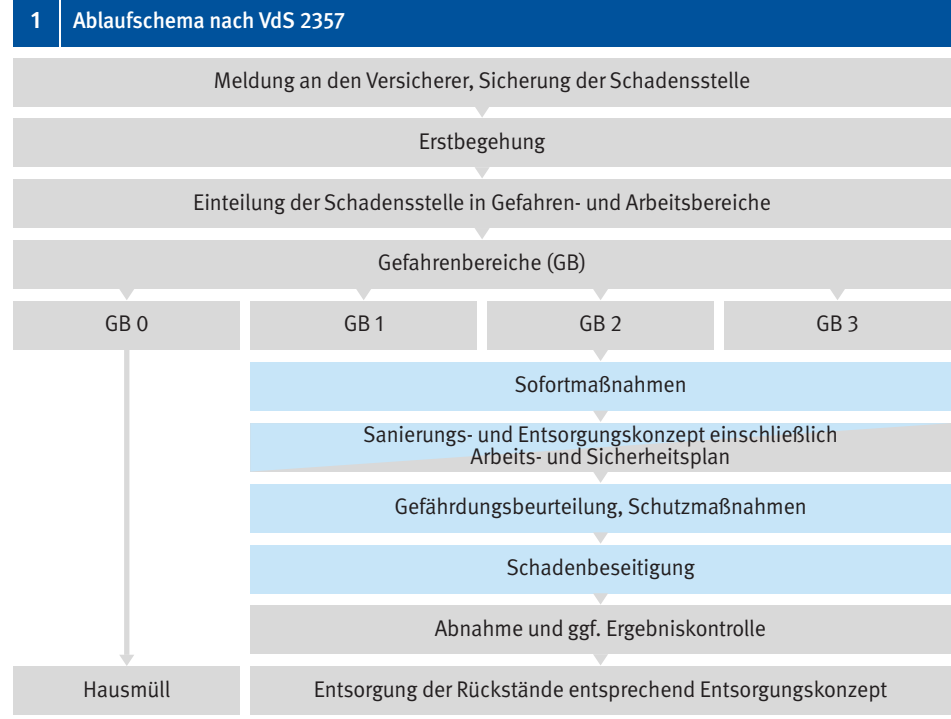 1 Ablaufschema nach VdS 2357
Meldung an den Versicherer, Sicherung der Schadensstelle
Erstbegehung
Einteilung der Schadensstelle in Gefahren- und Arbeitsbereiche
Gefahrenbereiche (GB)
GB 0 GB 1 GB 2 GB 3
Sofortmaßnahmen
Sanierungs- und Entsorgungskonzept einschließlich
Arbeits- und Sicherheitsplan
Gefährdungsbeurteilung, Schutzmaßnahmen
Schadenbeseitigung
Abnahme und ggf. Ergebniskontrolle
Hausmüll Entsorgung der Rückstände entsprechend Entsorgungskonzept